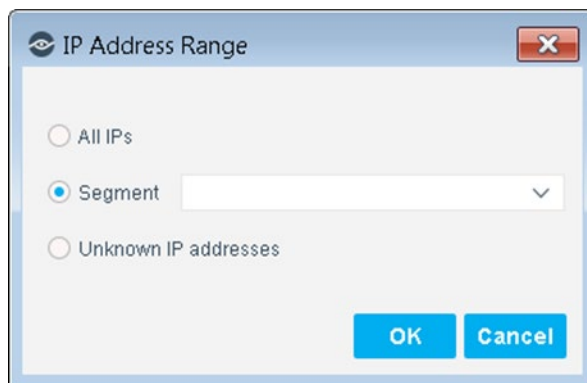 IP Address Range
All IPs
Segment
Unknown IP addresses
OK Cancel